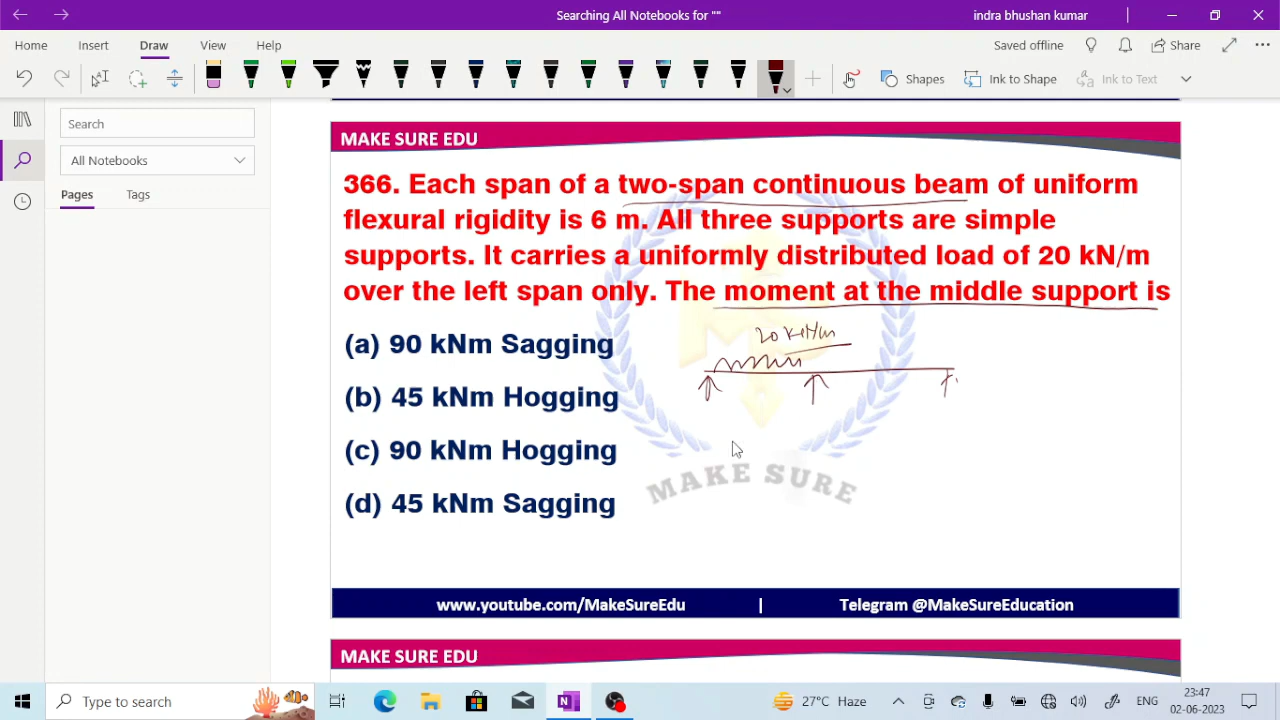 Searching All Notebooks for ""
indra bhushan kumar
Home Insert Draw View Help
Saved offline
Share
Shapes
Ink to Shape
Ink to Text
Search
All Notebooks
Pages Tags
MAKE SURE EDU
366. Each span of a two-span continuous beam of uniform
flexural rigidity is 6 m. All three supports are simple
supports. It carries a uniformly distributed load of 20 kN/m
over the left span only. The moment at the middle support is
20 kN/m
(a) 90 kNm Sagging
(b) 45 kNm Hogging
(c) 90 kNm Hogging
(d) 45 kNm Sagging
MAKE SURE
www.youtube.com/MakeSureEdu | Telegram @MakeSureEducation
MAKE SURE EDU
Type to search
27°C Haze
ENG
23:47
02-06-2023